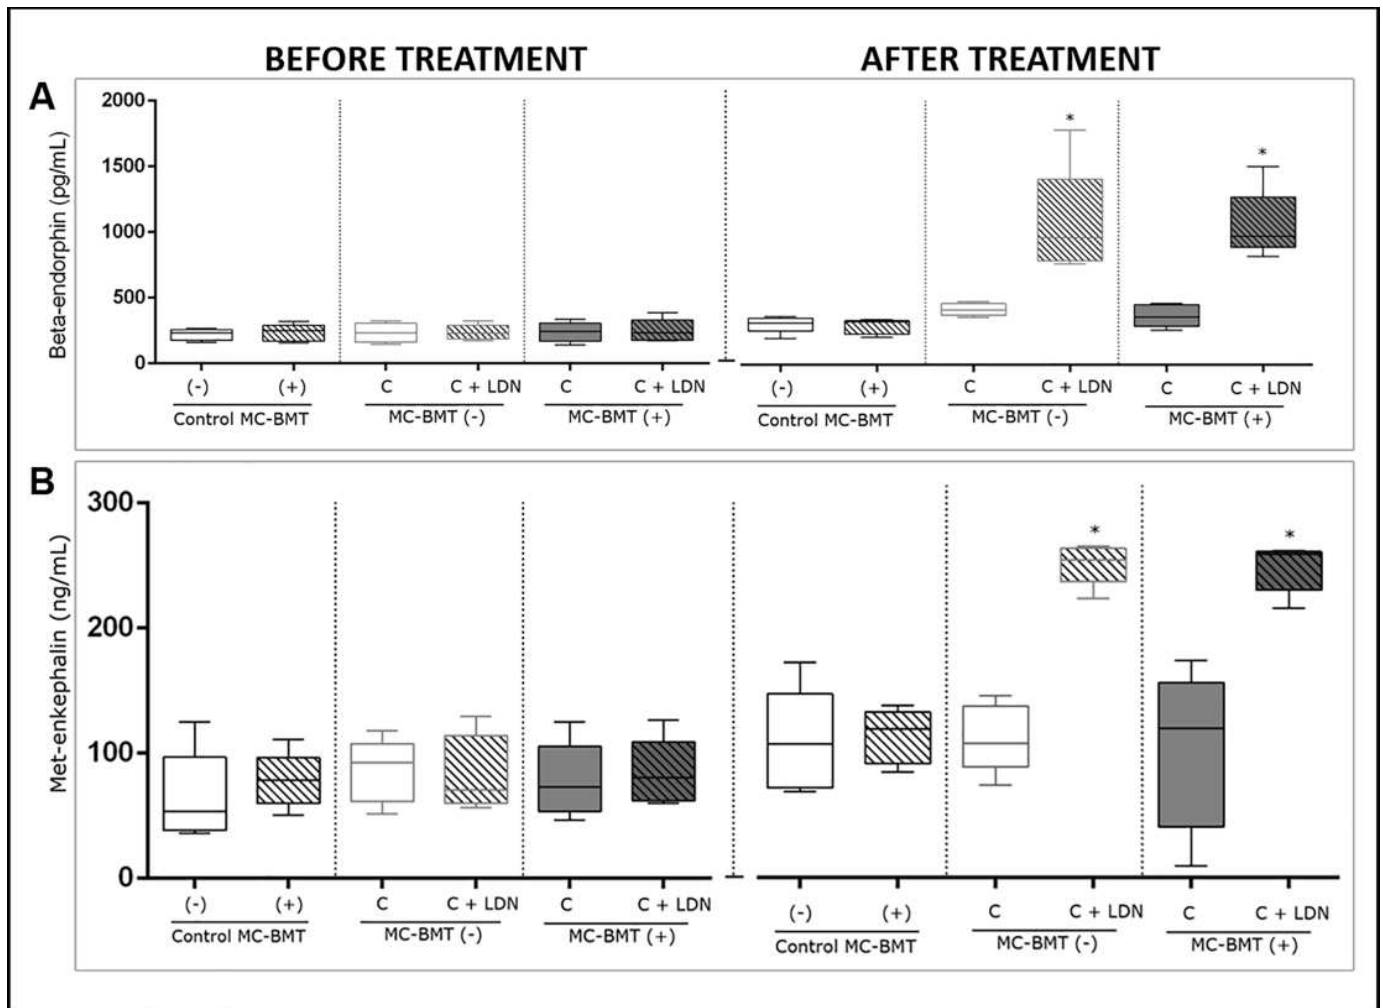 BEFORE TREATMENT AFTER TREATMENT
A
Beta-endorphin (pg/mL)
2000
1500
1000
500
0
* *
(-) (+) C C + LDN C C + LDN (-) (+) C C + LDN C C + LDN
Control MC-BMT MC-BMT (-) MC-BMT (+) Control MC-BMT MC-BMT (-) MC-BMT (+)
B
Met-enkephalin (ng/mL)
300
200
100
0
* *
(-) (+) C C + LDN C C + LDN (-) (+) C C + LDN C C + LDN
Control MC-BMT MC-BMT (-) MC-BMT (+) Control MC-BMT MC-BMT (-) MC-BMT (+)